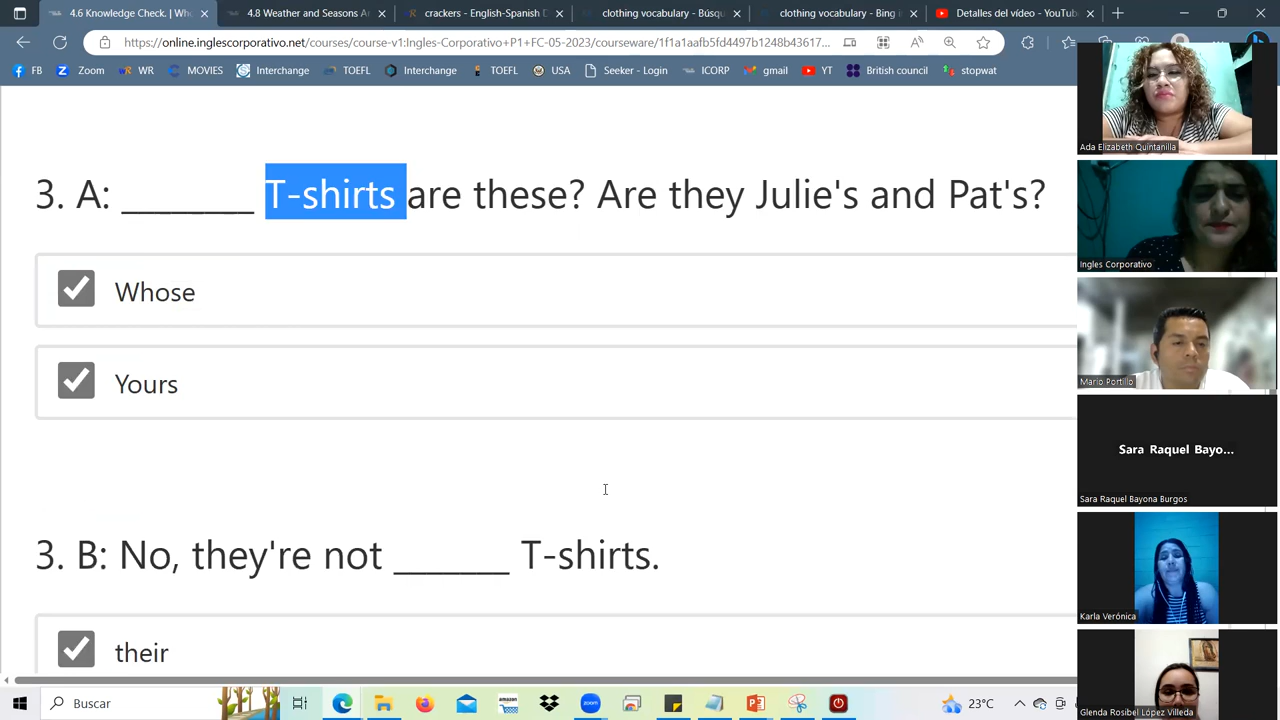 4.6 Knowledge Check. | Who
4.8 Weather and Seasons Ar
crackers - English-Spanish D
clothing vocabulary - Búsqu
clothing vocabulary - Bing i
Detalles del vídeo - YouTube
https://online.inglescorporativo.net/courses/course-v1:Ingles-Corporativo+P1+FC-05-2023/courseware/1f1a1aafb5fd4497b1248b43617...
FB
Zoom
WR
MOVIES
Interchange
TOEFL
Interchange
TOEFL
USA
Seeker - Login
ICORP
gmail
YT
British council
stopwat
3. A: ________ T-shirts are these? Are they Julie's and Pat's?
Whose
Yours
3. B: No, they're not _______ T-shirts.
their
Ada Elizabeth Quintanilla
Ingles Corporativo
Mario Portillo
Sara Raquel Bayo...
Sara Raquel Bayona Burgos
Karla Verónica
Glenda Rosibel López Villeda
Buscar
23°C